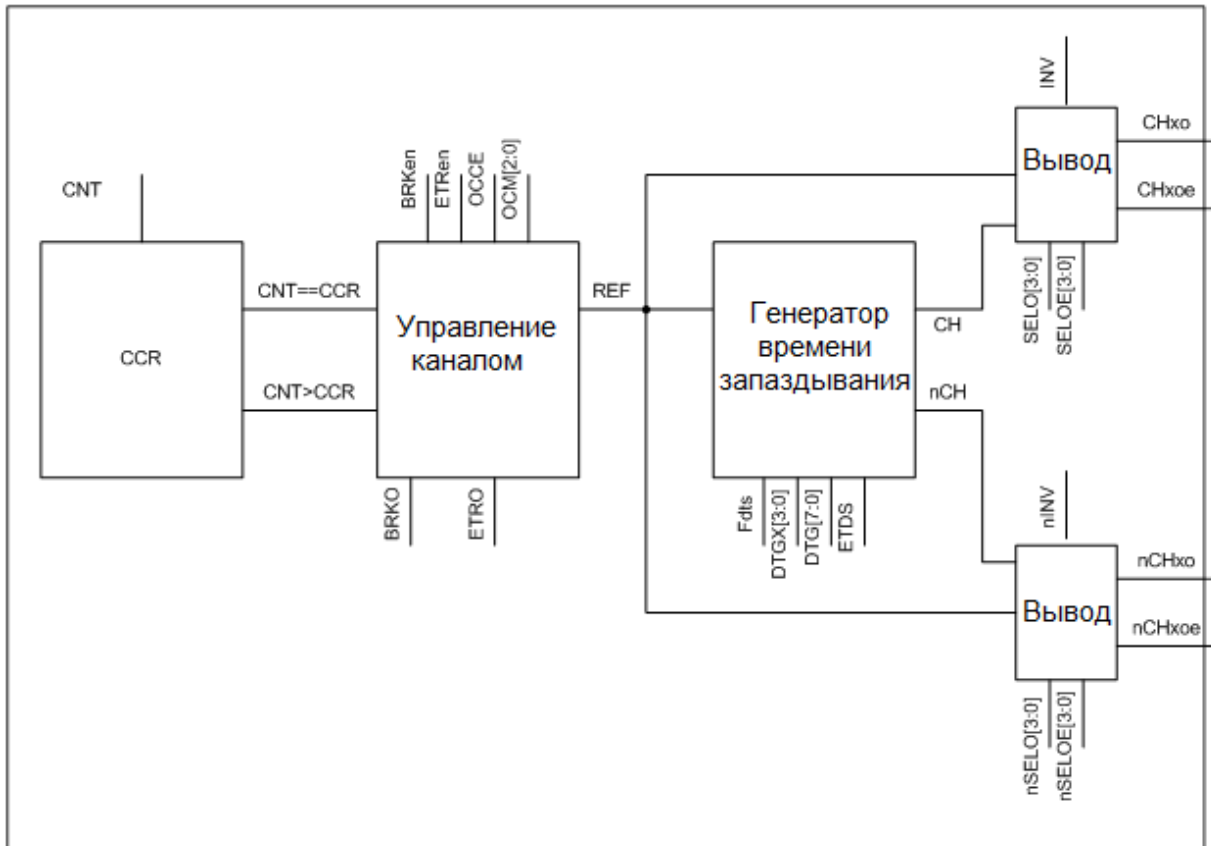 CNT
CCR
CNT==CCR
CNT>CCR
BRKen
ETRen
OCCE
OCM[2:0]
Управление
каналом
BRKO
ETRO
REF
Генератор
времени
запаздывания
Fdts
DTGX[3:0]
DTG[7:0]
ETDS
CH
nCH
INV
Вывод
CHxo
CHxoe
SELO[3:0]
SELOE[3:0]
nINV
Вывод
nCHxo
nCHxoe
nSELO[3:0]
nSELOE[3:0]